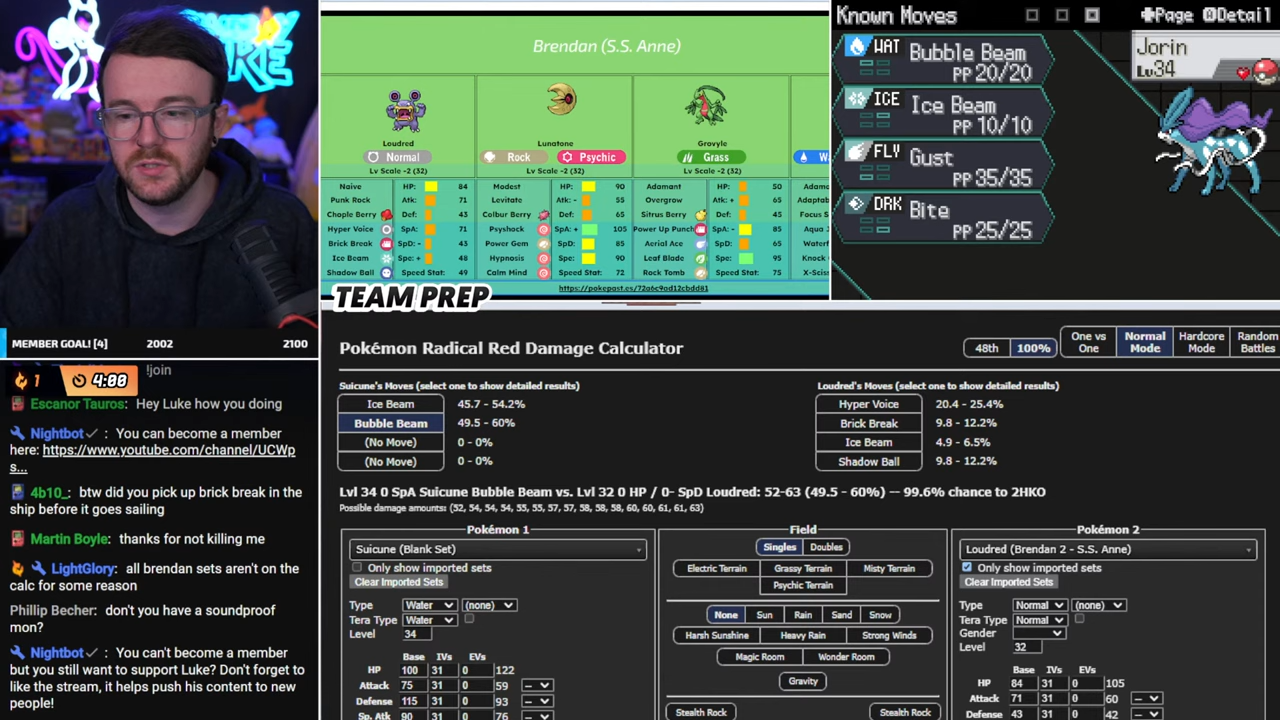 MEMBER GOAL! [4] 2002 2100
1 4:00 !join
Escanor Tauros: Hey Luke how you doing
Nightbot : You can become a member
here: https://www.youtube.com/channel/UCWp
s...
4b10_: btw did you pick up brick break in the
ship before it goes sailing
Martin Boyle: thanks for not killing me
LightGlory: all brendan sets aren't on the
calc for some reason
Phillip Becher: don't you have a soundproof
mon?
Nightbot : You can't become a member
but you still want to support Luke? Don't forget to
like the stream, it helps push his content to new
people!
Brendan (S.S. Anne)
Loudred
Normal
Lv Scale -2 (32)
Naive HP: 84
Punk Rock Atk: 71
Chople Berry Def: 43
Hyper Voice SpA: 71
Brick Break SpD: - 43
Ice Beam Spe: + 48
Shadow Ball Speed Stat: 49
Lunatone
Rock Psychic
Lv Scale -2 (32)
Modest HP: 90
Levitate Atk: - 55
Colbur Berry Def: 65
Psyshock SpA + 105
Power Gem SpD: 85
Hypnosis Spe: 90
Calm Mind Speed Stat: 72
Grovyle
Grass
Lv Scale -2 (32)
Adamant HP: 50
Overgrow Atk: + 65
Sitrus Berry Def: 45
Power Up Punch SpA: - 85
Aerial Ace SpD: 65
Leaf Blade Spe: 95
Rock Tomb Speed Stat: 75
Wa
Adamo
Adaptab
Focus S
Aqua J
Waterf
Knock
X-Scis
https://pokepast.es/72a6c9ad12cbdd81
TEAM PREP
Known Moves Page Detail
WAT Bubble Beam
PP 20/20
ICE Ice Beam
PP 10/10
FLY Gust
PP 35/35
DRK Bite
PP 25/25
Jorin
Lv34
Pokémon Radical Red Damage Calculator
48th 100% One vs One Normal Mode Hardcore Mode Random Battles
Suicune's Moves (select one to show detailed results)
Ice Beam 45.7 - 54.2%
Bubble Beam 49.5 - 60%
(No Move) 0 - 0%
(No Move) 0 - 0%
Loudred's Moves (select one to show detailed results)
Hyper Voice 20.4 - 25.4%
Brick Break 9.8 - 12.2%
Ice Beam 4.9 - 6.5%
Shadow Ball 9.8 - 12.2%
Lvl 34 0 SpA Suicune Bubble Beam vs. Lvl 32 0 HP / 0- SpD Loudred: 52-63 (49.5 - 60%) -- 99.6% chance to 2HKO
Possible damage amounts: (52, 54, 54, 54, 55, 55, 57, 57, 58, 58, 58, 60, 60, 61, 61, 63)
Pokémon 1
Suicune (Blank Set)
Only show imported sets
Clear Imported Sets
Type Water (none)
Tera Type Water
Level 34
Base IVs EVs
HP 100 31 0 122
Attack 75 31 0 59 --
Defense 115 31 0 93 --
Sp. Atk 90 31 0 76 --
Field
Singles Doubles
Electric Terrain Grassy Terrain Misty Terrain
Psychic Terrain
None Sun Rain Sand Snow
Harsh Sunshine Heavy Rain Strong Winds
Magic Room Wonder Room
Gravity
Stealth Rock Stealth Rock
Pokémon 2
Loudred (Brendan 2 - S.S. Anne)
Only show imported sets
Clear Imported Sets
Type Normal (none)
Tera Type Normal
Gender
Level 32
Base IVs EVs
HP 84 31 0 105
Attack 71 31 0 60 --
Defense 43 31 0 42 --